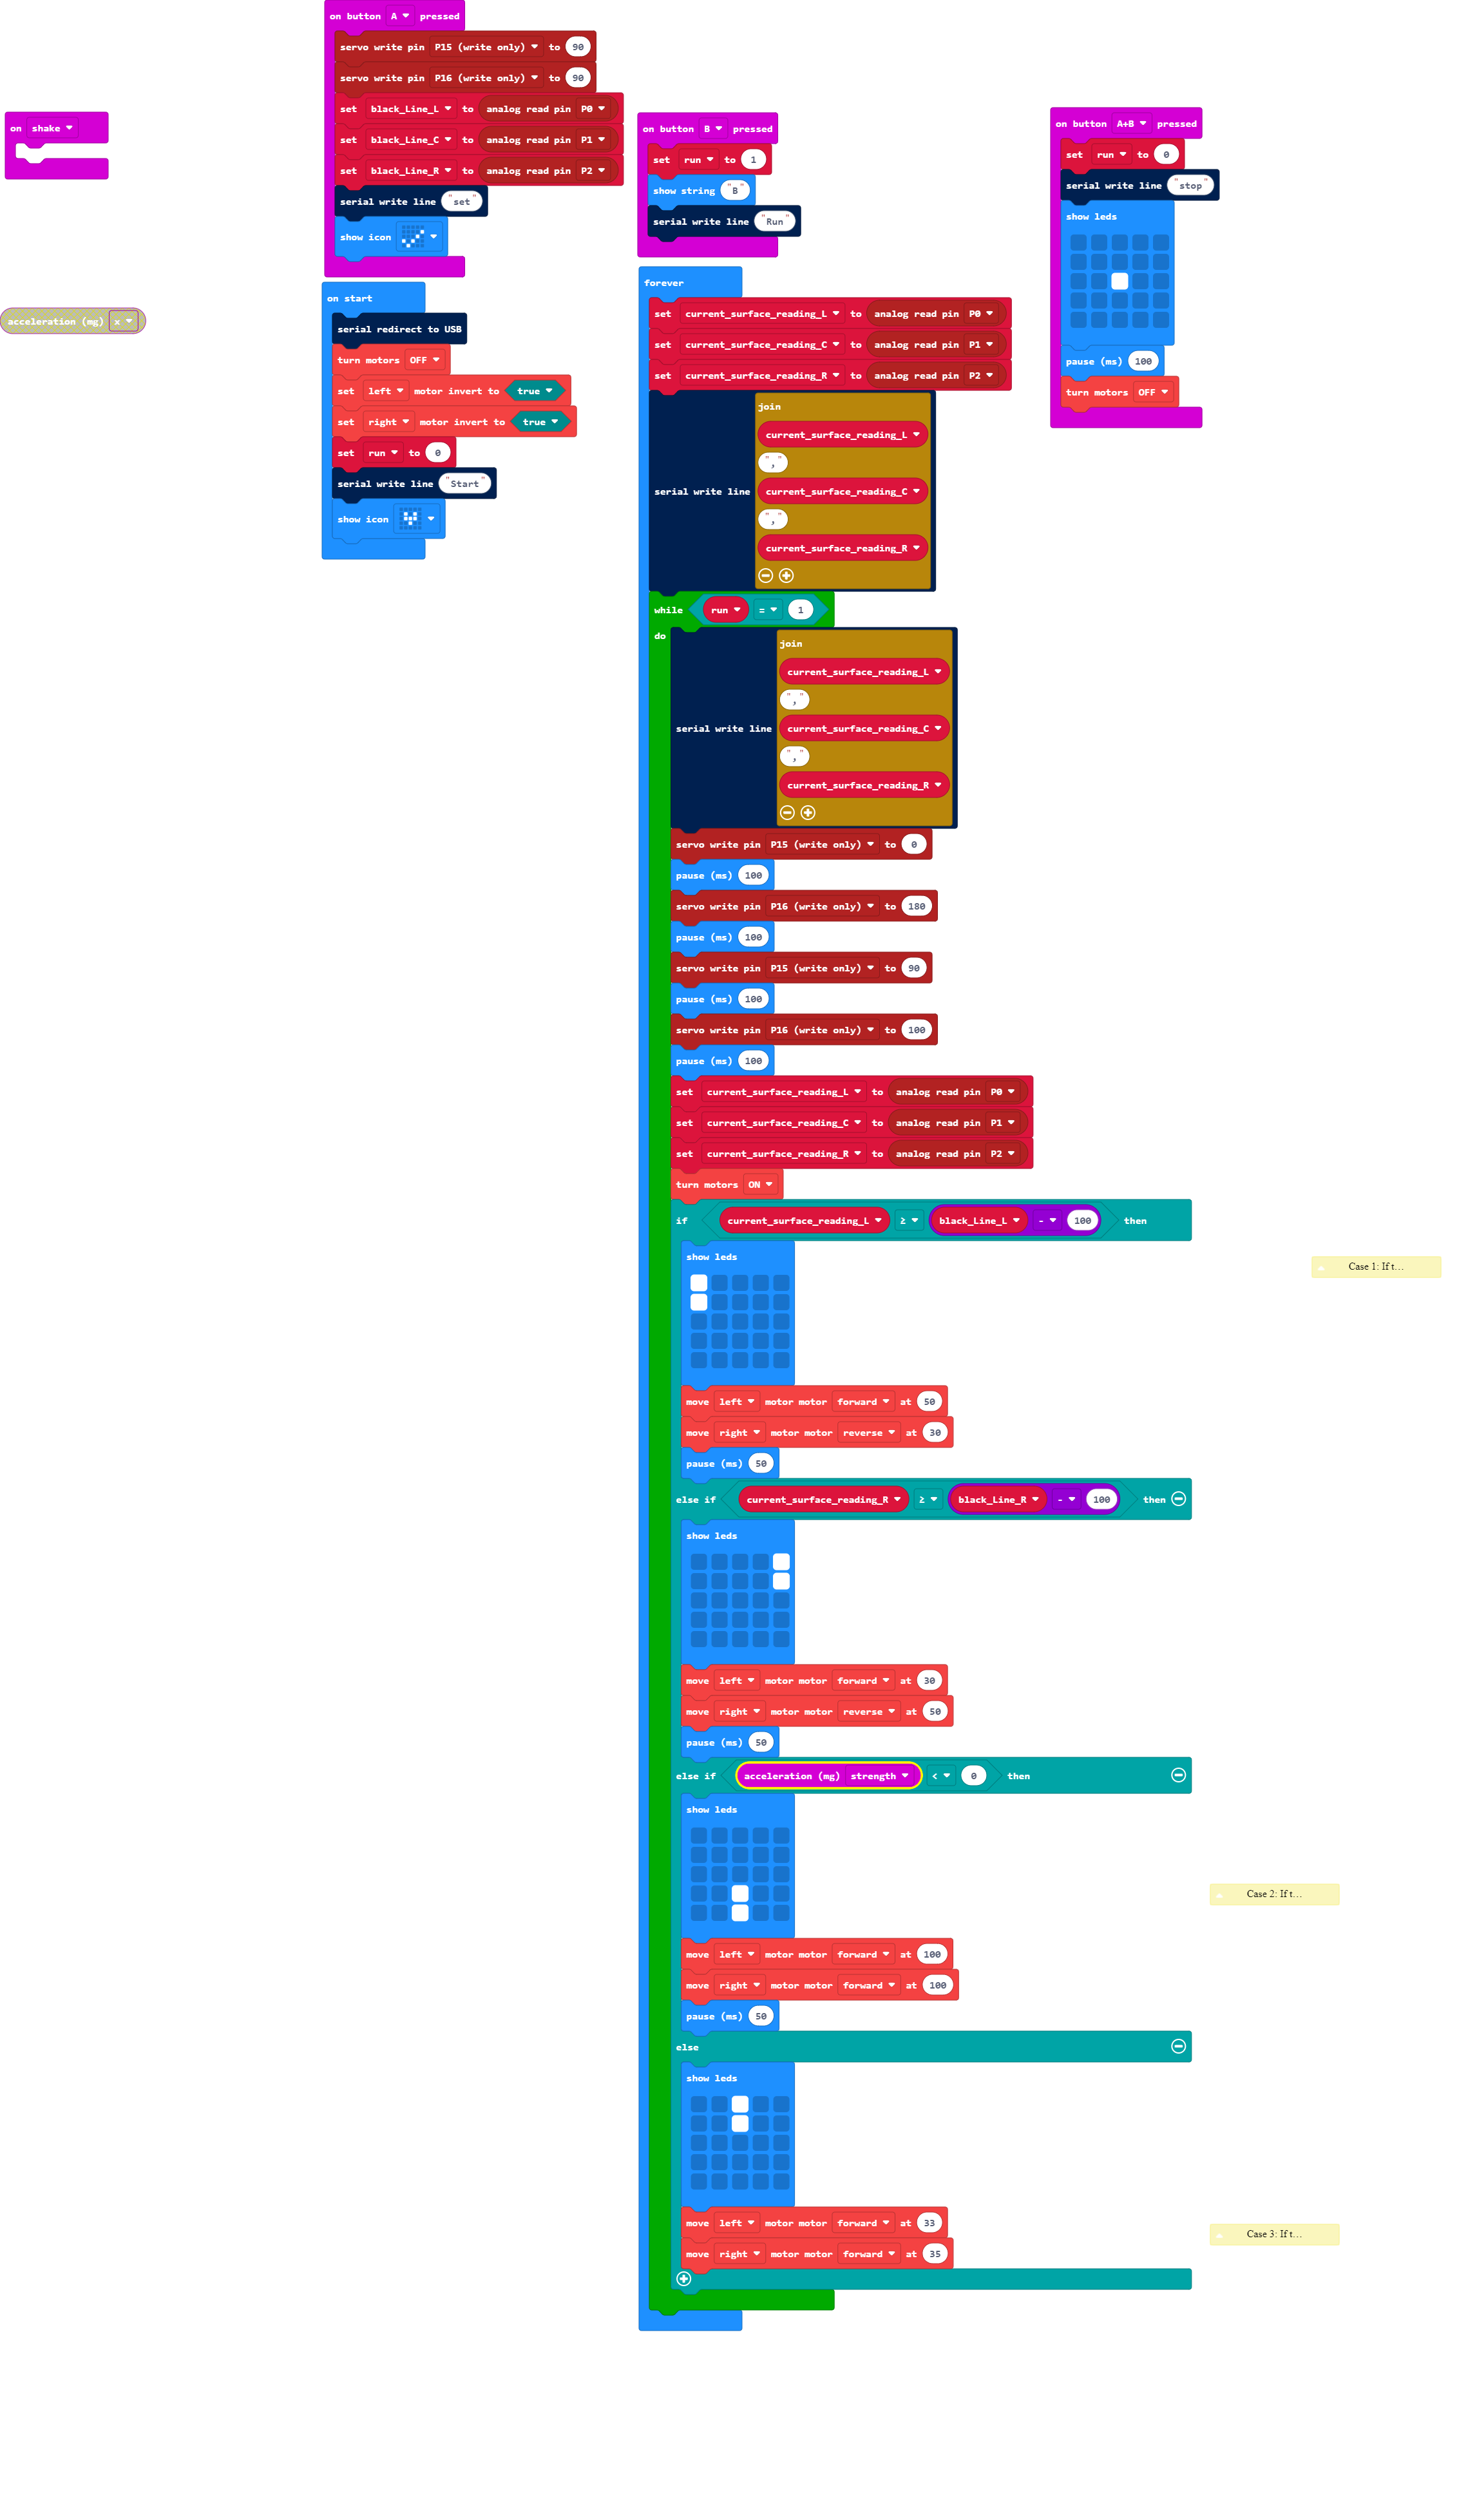 on button A pressed
servo write pin P15 (write only) to 90
servo write pin P16 (write only) to 90
set black_Line_L to analog read pin P0
set black_Line_C to analog read pin P1
set black_Line_R to analog read pin P2
serial write line "set"
show icon
on shake
acceleration (mg) x
on start
serial redirect to USB
turn motors OFF
set left motor invert to true
set right motor invert to true
set run to 0
serial write line "Start"
show icon
on button B pressed
set run to 1
show string "B"
serial write line "Run"
on button A+B pressed
set run to 0
serial write line "stop"
show leds
pause (ms) 100
turn motors OFF
forever
set current_surface_reading_L to analog read pin P0
set current_surface_reading_C to analog read pin P1
set current_surface_reading_R to analog read pin P2
join
current_surface_reading_L
","
serial write line current_surface_reading_C
","
current_surface_reading_R
while run = 1
do
join
current_surface_reading_L
","
serial write line current_surface_reading_C
","
current_surface_reading_R
servo write pin P15 (write only) to 0
pause (ms) 100
servo write pin P16 (write only) to 180
pause (ms) 100
servo write pin P15 (write only) to 90
pause (ms) 100
servo write pin P16 (write only) to 100
pause (ms) 100
set current_surface_reading_L to analog read pin P0
set current_surface_reading_C to analog read pin P1
set current_surface_reading_R to analog read pin P2
turn motors ON
if current_surface_reading_L ≥ black_Line_L - 100 then
show leds
Case 1: If t...
move left motor motor forward at 50
move right motor motor reverse at 30
pause (ms) 50
else if current_surface_reading_R ≥ black_Line_R - 100 then
show leds
move left motor motor forward at 30
move right motor motor reverse at 50
pause (ms) 50
else if acceleration (mg) strength < 0 then
show leds
Case 2: If t...
move left motor motor forward at 100
move right motor motor forward at 100
pause (ms) 50
else
show leds
move left motor motor forward at 33
Case 3: If t...
move right motor motor forward at 35